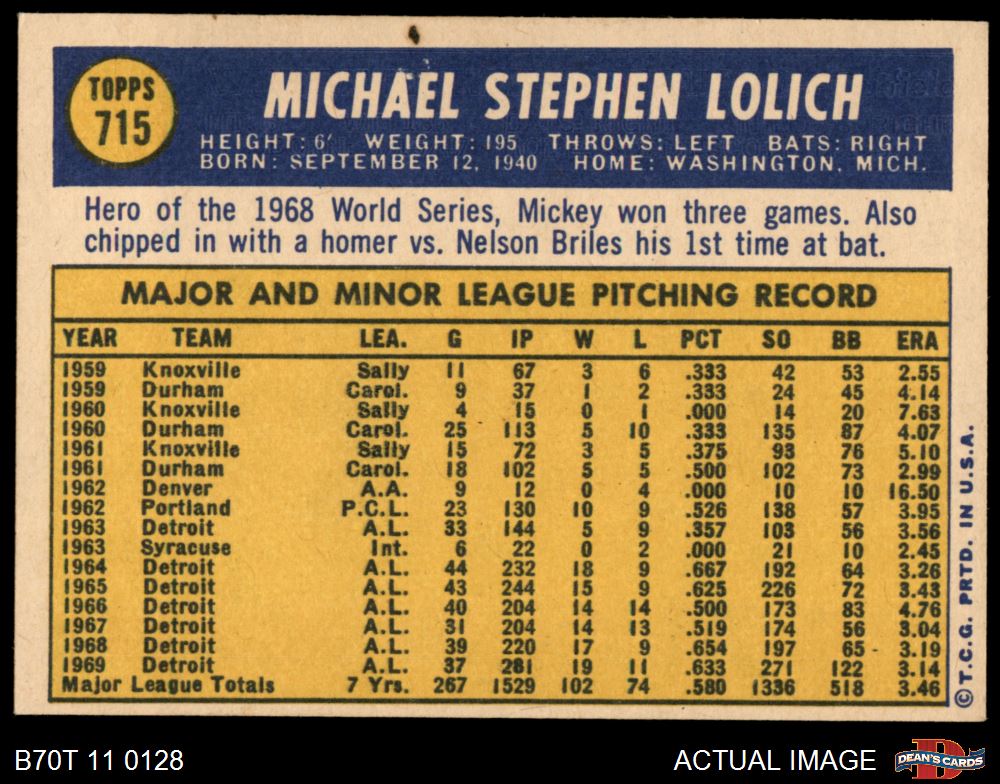 TOPPS
715
MICHAEL STEPHEN LOLICH
HEIGHT: 6' WEIGHT: 195 THROWS: LEFT BATS: RIGHT
BORN: SEPTEMBER 12, 1940 HOME: WASHINGTON, MICH.
Hero of the 1968 World Series, Mickey won three games. Also
chipped in with a homer vs. Nelson Briles his 1st time at bat.
MAJOR AND MINOR LEAGUE PITCHING RECORD
YEAR TEAM LEA. G IP W L PCT SO BB ERA
1959 Knoxville Sally 11 67 3 6 .333 42 53 2.55
1959 Durham Carol. 9 37 1 2 .333 24 45 4.14
1960 Knoxville Sally 4 15 0 1 .000 14 20 7.63
1960 Durham Carol. 25 113 5 10 .333 135 87 4.07
1961 Knoxville Sally 15 72 3 5 .375 93 76 5.10
1961 Durham Carol. 18 102 5 5 .500 102 73 2.99
1962 Denver A.A. 9 12 0 4 .000 10 10 16.50
1962 Portland P.C.L. 23 130 10 9 .526 138 57 3.95
1963 Detroit A.L. 33 144 5 9 .357 103 56 3.56
1963 Syracuse Int. 6 22 0 2 .000 21 10 2.45
1964 Detroit A.L. 44 232 18 9 .667 192 64 3.26
1965 Detroit A.L. 43 244 15 9 .625 226 72 3.43
1966 Detroit A.L. 40 204 14 14 .500 173 83 4.76
1967 Detroit A.L. 31 204 14 13 .519 174 56 3.04
1968 Detroit A.L. 39 220 17 9 .654 197 65 3.19
1969 Detroit A.L. 37 281 19 11 .633 271 122 3.14
Major League Totals 7 Yrs. 267 1529 102 74 .580 1336 518 3.46
©T.C.G. PRTD. IN U.S.A.
B70T 11 0128
ACTUAL IMAGE
DEAN'S CARDS